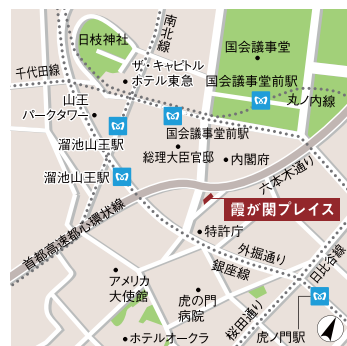 南北線
日枝神社
国会議事堂
千代田線
ザ・キャピトル
ホテル東急
国会議事堂前駅
丸ノ内線
山王
パークタワー
溜池山王駅
国会議事堂前駅
総理大臣官邸
内閣府
溜池山王駅
六本木通り
霞が関プレイス
首都高速都心環状線
特許庁
外掘通り
銀座線
日比谷線
アメリカ
大使館
虎の門
病院
桜田通り
虎ノ門駅
ホテルオークラ